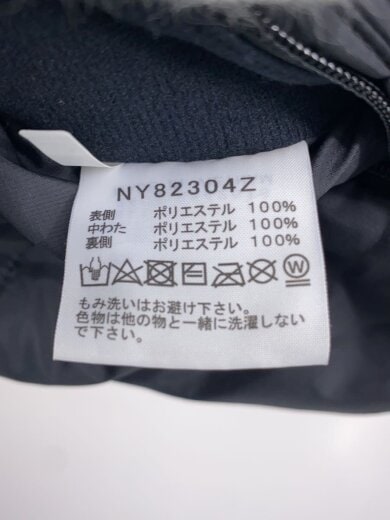 NY82304Z
表側 ポリエステル 100%
中わた ポリエステル 100%
裏側 ポリエステル 100%
W
もみ洗いはお避け下さい。
色物は他の物と一緒に洗濯しない
で下さい。